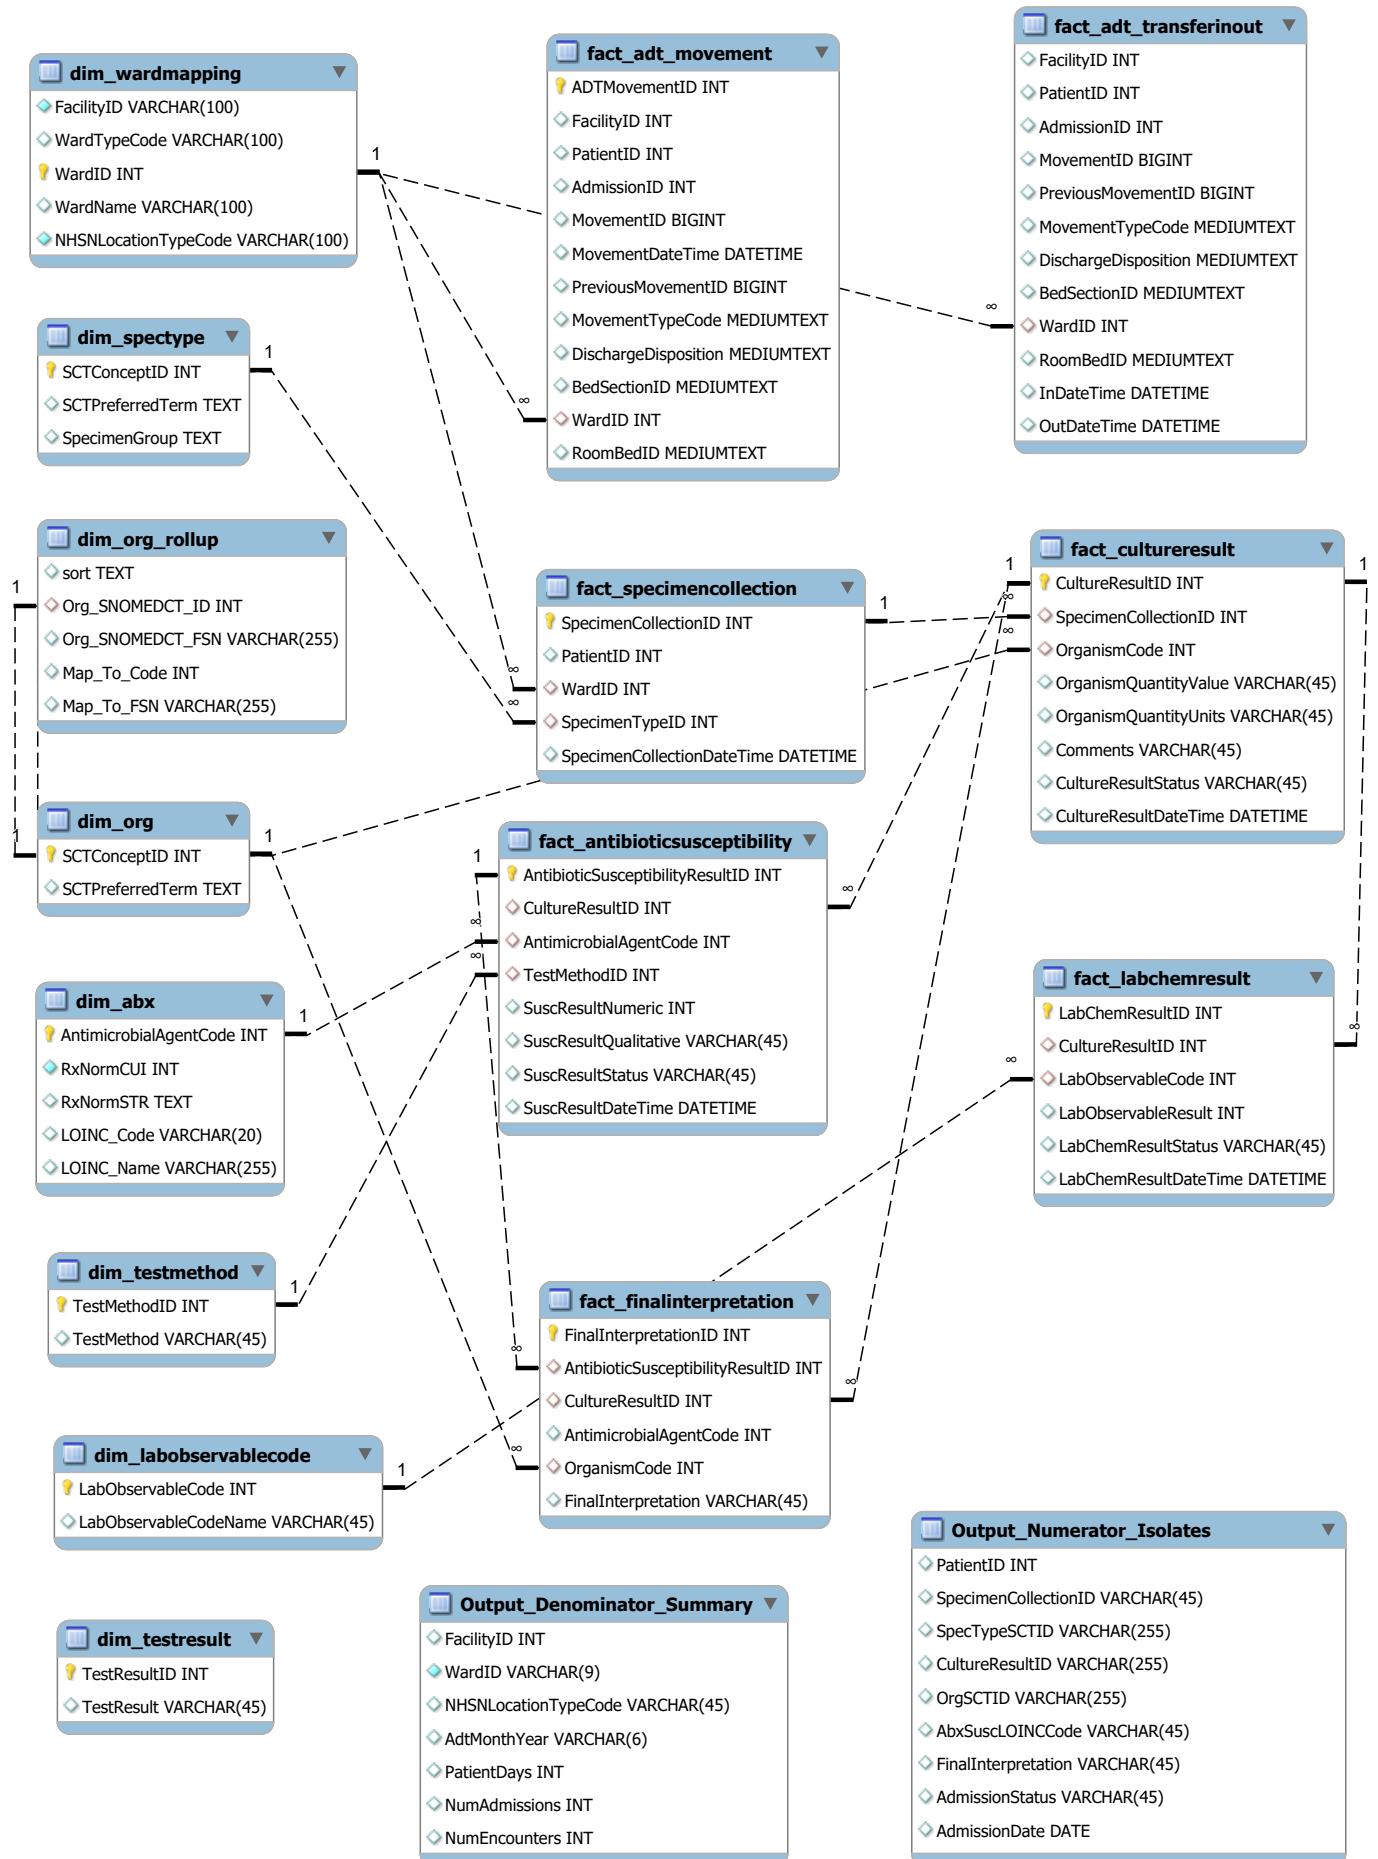 dim_wardmapping
FacilityID VARCHAR(100)
WardTypeCode VARCHAR(100)
WardID INT
WardName VARCHAR(100)
NHSNLocationTypeCode VARCHAR(100)
1
fact_adt_movement
ADTMovementID INT
FacilityID INT
PatientID INT
AdmissionID INT
MovementID BIGINT
MovementDateTime DATETIME
PreviousMovementID BIGINT
MovementTypeCode MEDIUMTEXT
DischargeDisposition MEDIUMTEXT
BedSectionID MEDIUMTEXT
∞
WardID INT
RoomBedID MEDIUMTEXT
fact_adt_transferinout
FacilityID INT
PatientID INT
AdmissionID INT
MovementID BIGINT
PreviousMovementID BIGINT
MovementTypeCode MEDIUMTEXT
DischargeDisposition MEDIUMTEXT
BedSectionID MEDIUMTEXT
∞
WardID INT
RoomBedID MEDIUMTEXT
InDateTime DATETIME
OutDateTime DATETIME
dim_spectype
1
SCTConceptID INT
SCTPreferredTerm TEXT
SpecimenGroup TEXT
dim_org_rollup
sort TEXT
1
Org_SNOMEDCT_ID INT
Org_SNOMEDCT_FSN VARCHAR(255)
Map_To_Code INT
Map_To_FSN VARCHAR(255)
fact_specimencollection
1
SpecimenCollectionID INT
PatientID INT
∞
WardID INT
∞
SpecimenTypeID INT
SpecimenCollectionDateTime DATETIME
fact_cultureresult
1
1
CultureResultID INT
∞
SpecimenCollectionID INT
∞
OrganismCode INT
OrganismQuantityValue VARCHAR(45)
OrganismQuantityUnits VARCHAR(45)
Comments VARCHAR(45)
CultureResultStatus VARCHAR(45)
CultureResultDateTime DATETIME
dim_org
1
1
SCTConceptID INT
SCTPreferredTerm TEXT
fact_antibioticsusceptibility
1
AntibioticSusceptibilityResultID INT
∞
CultureResultID INT
∞
AntimicrobialAgentCode INT
∞
TestMethodID INT
SuscResultNumeric INT
SuscResultQualitative VARCHAR(45)
SuscResultStatus VARCHAR(45)
SuscResultDateTime DATETIME
dim_abx
1
AntimicrobialAgentCode INT
RxNormCUI INT
RxNormSTR TEXT
LOINC_Code VARCHAR(20)
LOINC_Name VARCHAR(255)
fact_labchemresult
LabChemResultID INT
∞
CultureResultID INT
∞
LabObservableCode INT
LabObservableResult INT
LabChemResultStatus VARCHAR(45)
LabChemResultDateTime DATETIME
dim_testmethod
1
TestMethodID INT
TestMethod VARCHAR(45)
fact_finalinterpretation
FinalInterpretationID INT
∞
AntibioticSusceptibilityResultID INT
∞
CultureResultID INT
AntimicrobialAgentCode INT
∞
OrganismCode INT
FinalInterpretation VARCHAR(45)
dim_labobservablecode
1
LabObservableCode INT
LabObservableCodeName VARCHAR(45)
dim_testresult
TestResultID INT
TestResult VARCHAR(45)
Output_Denominator_Summary
FacilityID INT
WardID VARCHAR(9)
NHSNLocationTypeCode VARCHAR(45)
AdtMonthYear VARCHAR(6)
PatientDays INT
NumAdmissions INT
NumEncounters INT
Output_Numerator_Isolates
PatientID INT
SpecimenCollectionID VARCHAR(45)
SpecTypeSCTID VARCHAR(255)
CultureResultID VARCHAR(255)
OrgSCTID VARCHAR(255)
AbxSuscLOINCCode VARCHAR(45)
FinalInterpretation VARCHAR(45)
AdmissionStatus VARCHAR(45)
AdmissionDate DATE